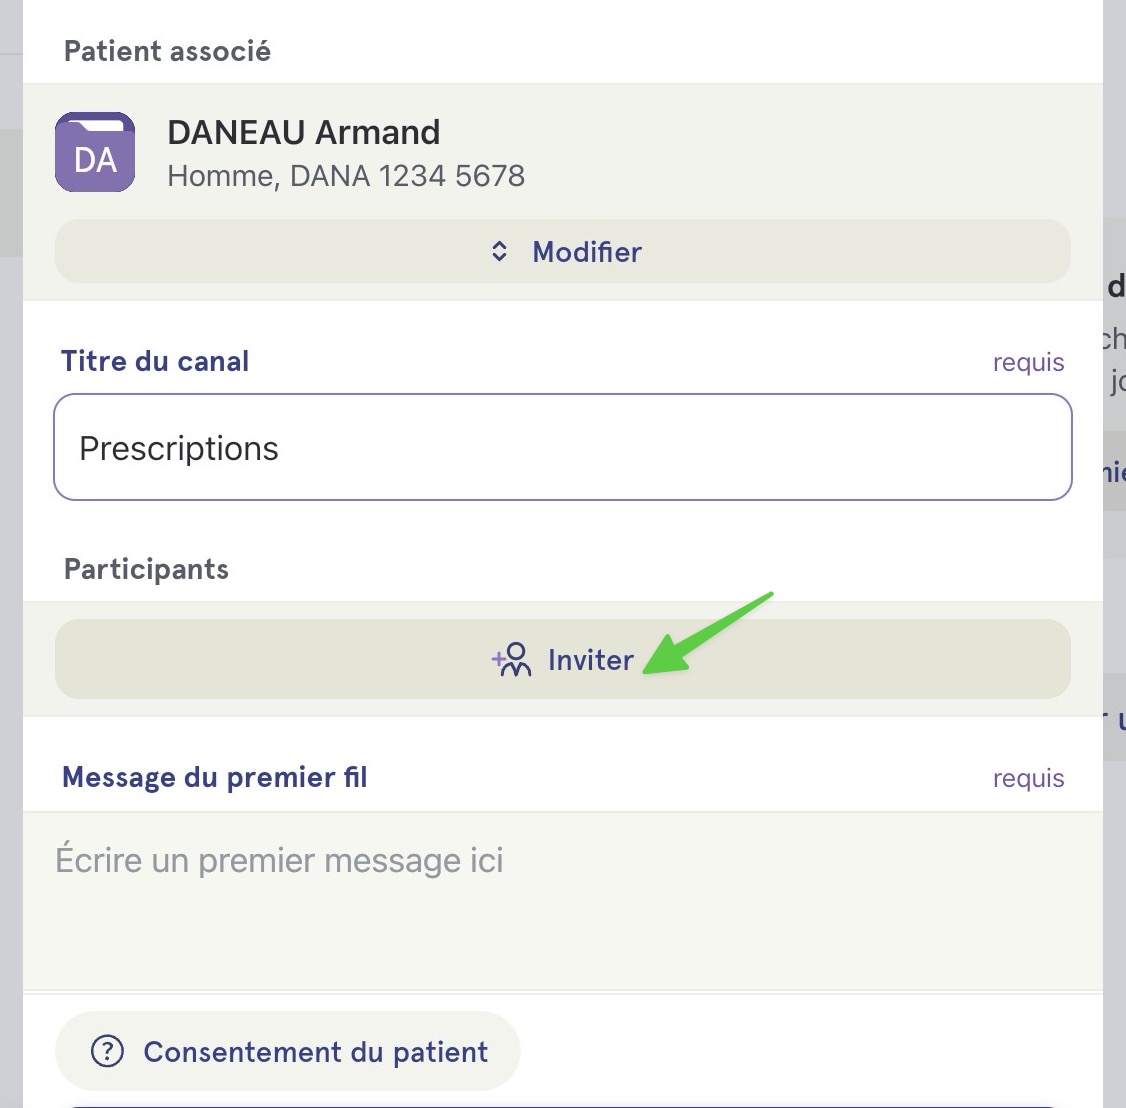 Patient associé
DA
DANEAU Armand
Homme, DANA 1234 5678
Modifier
Titre du canal
requis
Prescriptions
Participants
Inviter
Message du premier fil
requis
Écrire un premier message ici
? Consentement du patient